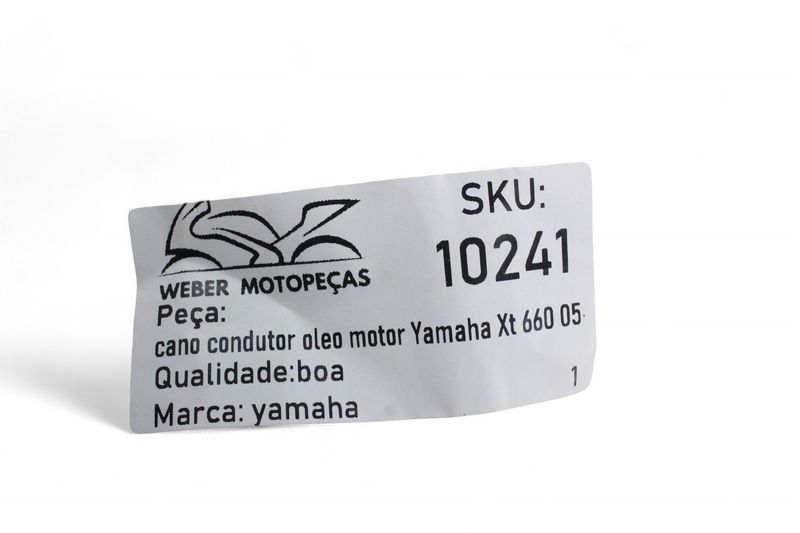 WEBER MOTOPEÇAS
SKU:
10241
Peça:
cano condutor oleo motor Yamaha Xt 660 05
Qualidade:boa
1
Marca: yamaha